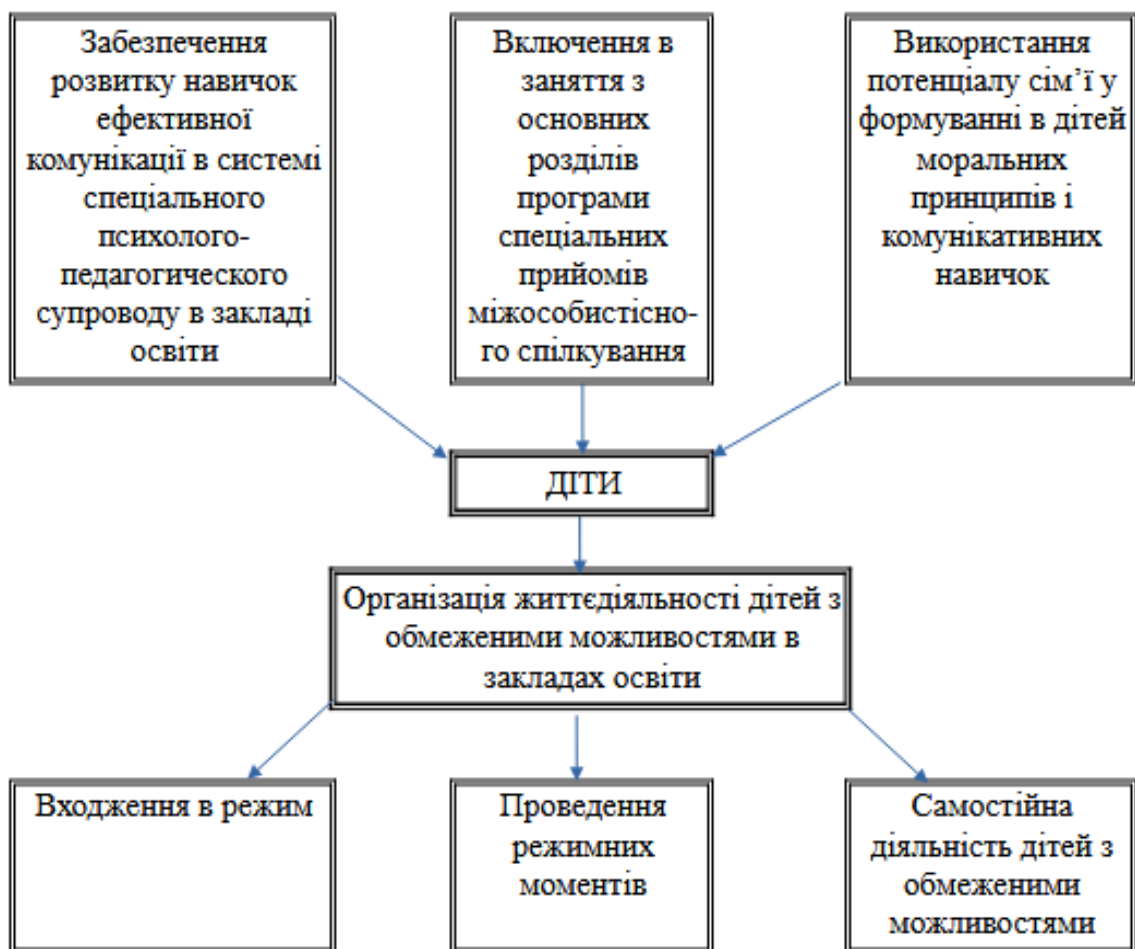 Забезпечення
розвитку навичок
ефективної
комунікації в системі
спеціального
психолого-
педагогического
супроводу в закладі
освіти
Включення в
заняття з
основних
розділів
програми
спеціальних
прийомів
міжособистісно-
го спілкування
Використання
потенціалу сім’ї у
формуванні в дітей
моральних
принципів і
комунікативних
навичок
ДІТИ
Організація життєдіяльності дітей з
обмеженими можливостями в
закладах освіти
Входження в режим
Проведення
режимних
моментів
Самостійна
діяльність дітей з
обмеженими
можливостями